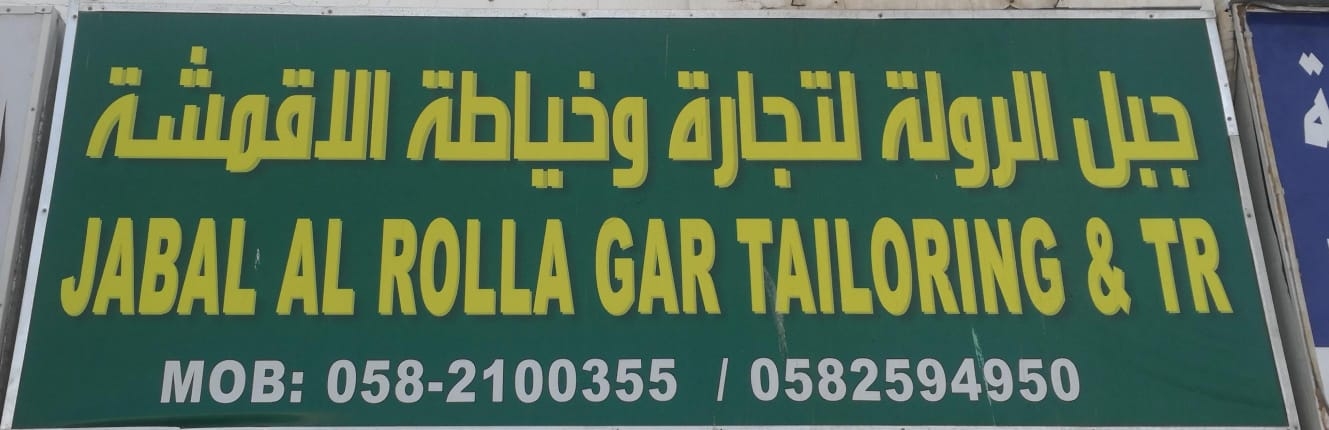 جبل الرولة لتجارة وخياطة الاقمشة
JABAL AL ROLLA GAR TAILORING & TR
MOB: 058-2100355 / 0582594950